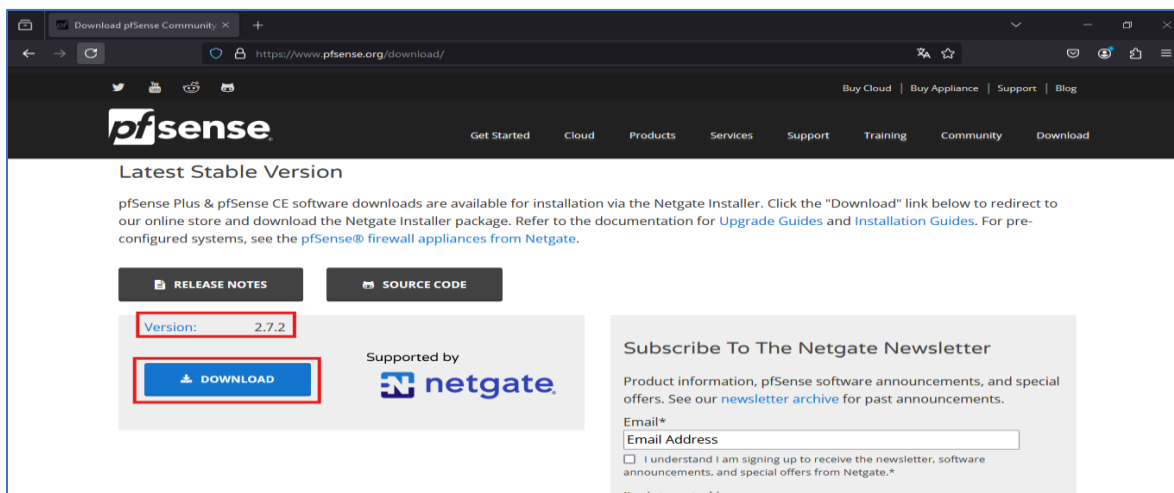 Download pfSense Community
https://www.pfsense.org/download/
Buy Cloud | Buy Appliance | Support | Blog
pfsense
Get Started Cloud Products Services Support Training Community Download
Latest Stable Version
pfSense Plus & pfSense CE software downloads are available for installation via the Netgate Installer. Click the "Download" link below to redirect to
our online store and download the Netgate Installer package. Refer to the documentation for Upgrade Guides and Installation Guides. For pre-
configured systems, see the pfSense® firewall appliances from Netgate.
RELEASE NOTES SOURCE CODE
Version: 2.7.2
DOWNLOAD
Supported by
netgate
Subscribe To The Netgate Newsletter
Product information, pfSense software announcements, and special
offers. See our newsletter archive for past announcements.
Email*
Email Address
I understand I am signing up to receive the newsletter, software
announcements, and special offers from Netgate.*